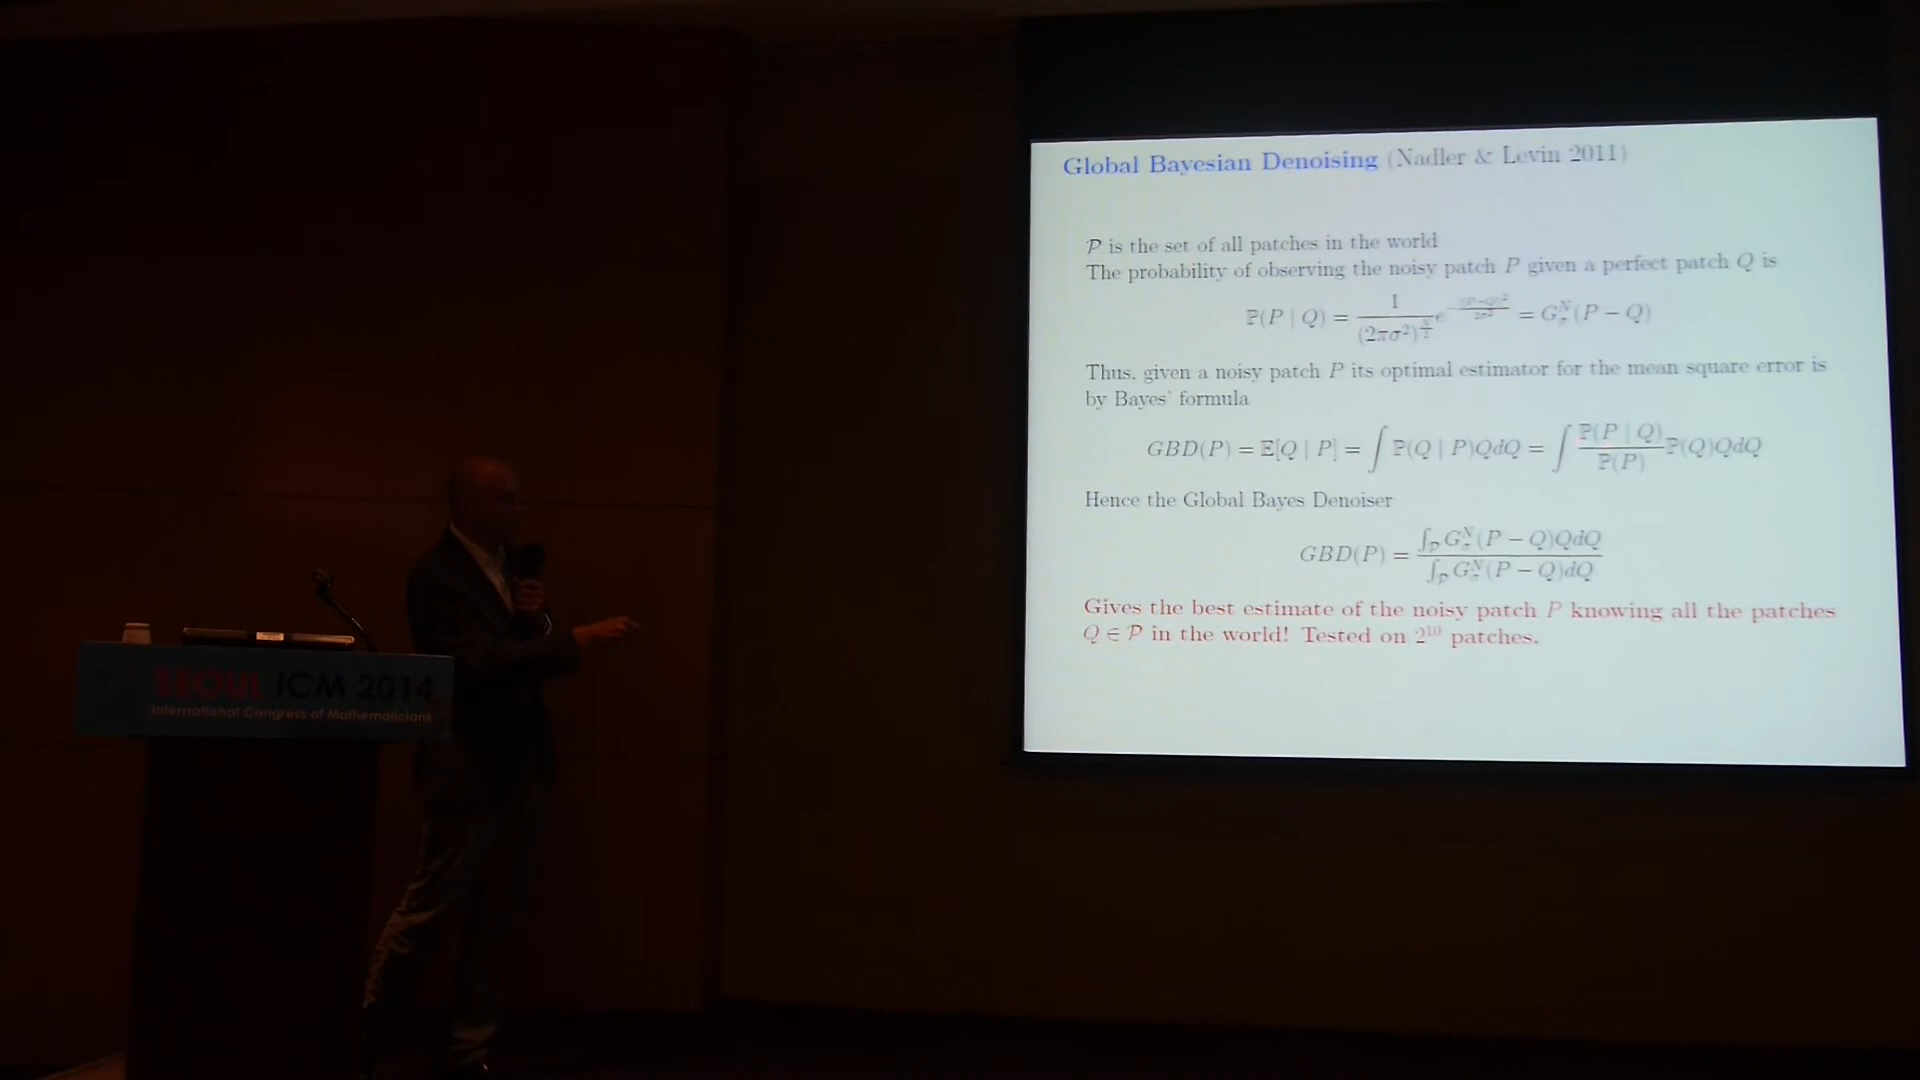 Global Bayesian Denoising (Nadler & Levin 2011)
𝒫 is the set of all patches in the world
The probability of observing the noisy patch P given a perfect patch Q is
ℙ(P | Q) = 1 / (2πσ²)^(N/2) e^(−(P−Q)²/2σ²) = G_σ^N (P − Q)
Thus, given a noisy patch P its optimal estimator for the mean square error is
by Bayes' formula
GBD(P) = 𝔼[Q | P] = ∫ ℙ(Q | P)QdQ = ∫ ℙ(P | Q) / ℙ(P) ℙ(Q)QdQ
Hence the Global Bayes Denoiser
GBD(P) = ∫_𝒫 G_σ^N (P − Q)QdQ / ∫_𝒫 G_σ^N (P − Q)dQ
Gives the best estimate of the noisy patch P knowing all the patches
Q ∈ 𝒫 in the world! Tested on 2¹⁰ patches.
SEOUL ICM 2014
International Congress of Mathematicians